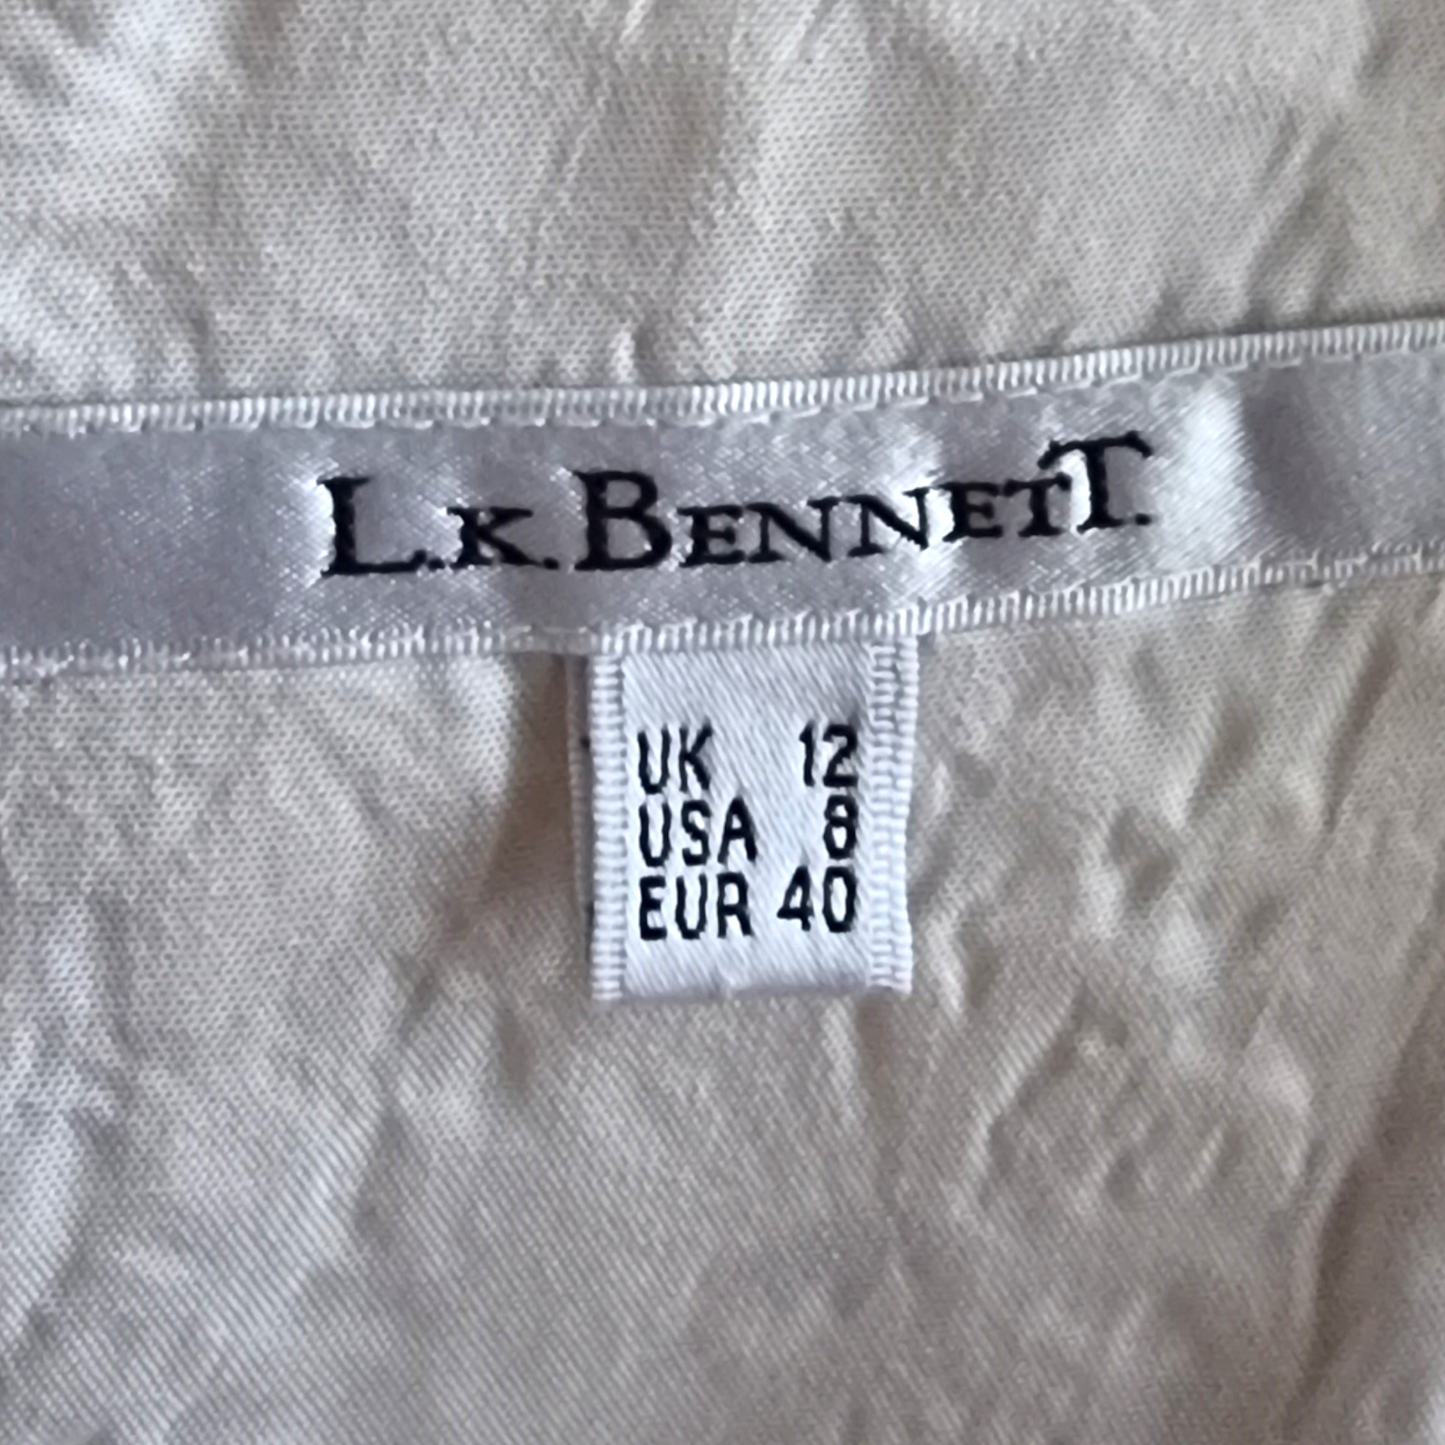 L.K.BENNETT.
UK 12
USA 8
EUR 40